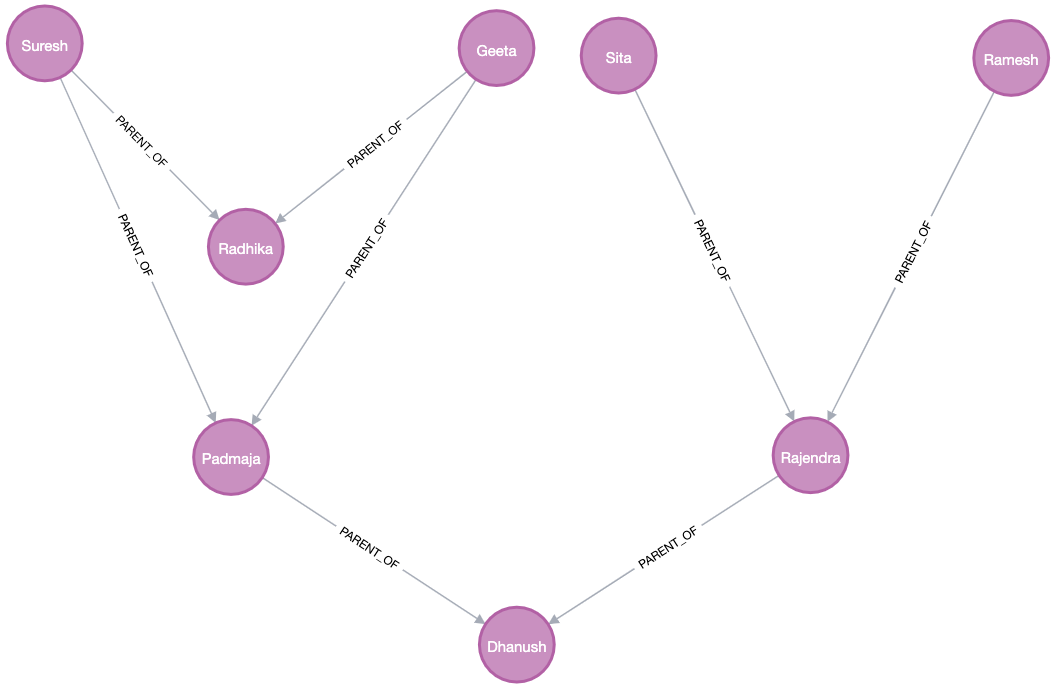 Suresh
Geeta
Sita
Ramesh
PARENT_OF
PARENT_OF
Radhika
PARENT_OF
PARENT_OF
PARENT_OF
PARENT_OF
Padmaja
Rajendra
PARENT_OF
PARENT_OF
Dhanush